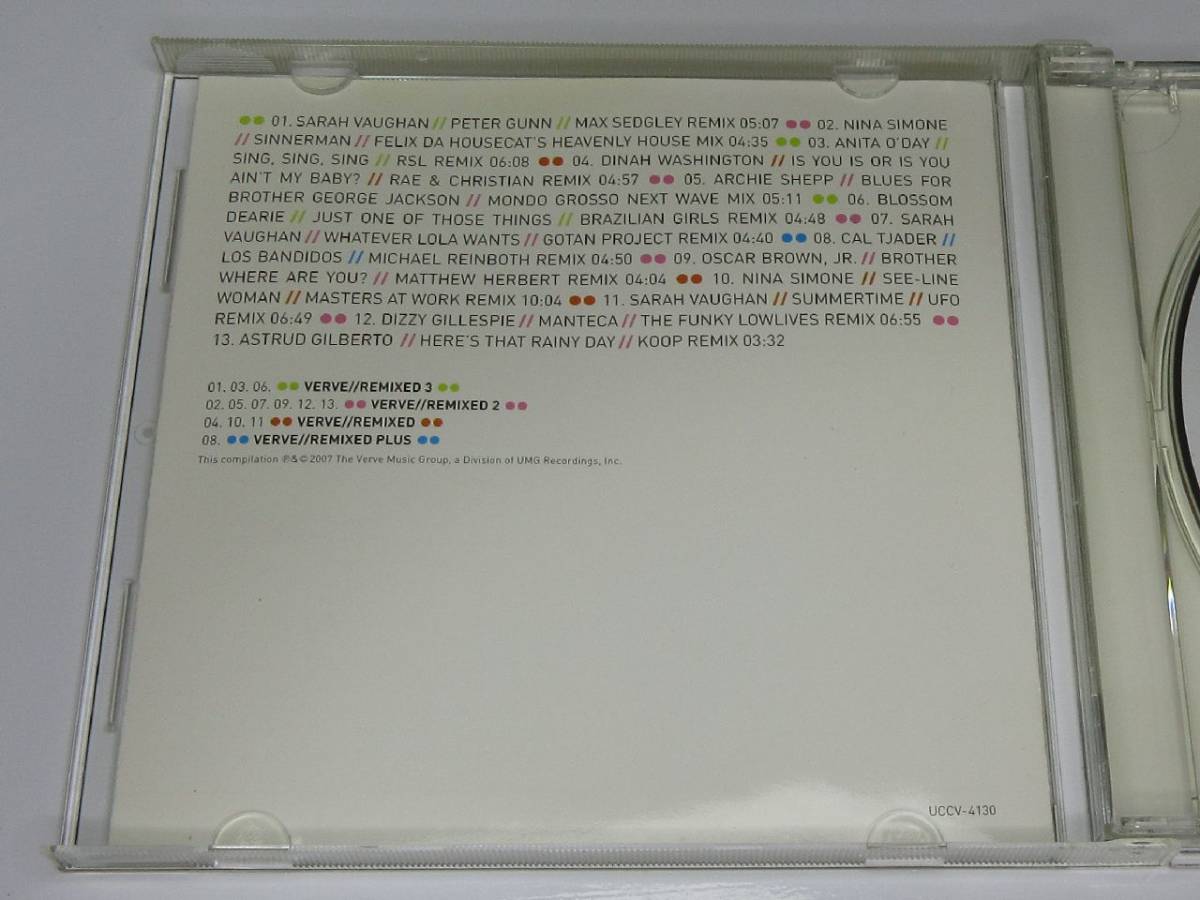 01. SARAH VAUGHAN // PETER GUNN // MAX SEDGLEY REMIX 05:07 02. NINA SIMONE
// SINNERMAN // FELIX DA HOUSECAT'S HEAVENLY HOUSE MIX 04:35 03. ANITA O'DAY //
SING, SING, SING // RSL REMIX 06:08 04. DINAH WASHINGTON // IS YOU IS OR IS YOU
AIN'T MY BABY? // RAE & CHRISTIAN REMIX 04:57 05. ARCHIE SHEPP // BLUES FOR
BROTHER GEORGE JACKSON // MONDO GROSSO NEXT WAVE MIX 05:11 06. BLOSSOM
DEARIE // JUST ONE OF THOSE THINGS // BRAZILIAN GIRLS REMIX 04:48 07. SARAH
VAUGHAN // WHATEVER LOLA WANTS // GOTAN PROJECT REMIX 04:40 08. CAL TJADER //
LOS BANDIDOS // MICHAEL REINBOTH REMIX 04:50 09. OSCAR BROWN, JR. // BROTHER
WHERE ARE YOU? // MATTHEW HERBERT REMIX 04:04 10. NINA SIMONE // SEE-LINE
WOMAN // MASTERS AT WORK REMIX 10:04 11. SARAH VAUGHAN // SUMMERTIME // UFO
REMIX 06:49 12. DIZZY GILLESPIE // MANTECA // THE FUNKY LOWLIVES REMIX 06:55
13. ASTRUD GILBERTO // HERE'S THAT RAINY DAY // KOOP REMIX 03:32
01. 03. 06. VERVE//REMIXED 3
02. 05. 07. 09. 12. 13. VERVE//REMIXED 2
04. 10. 11 VERVE//REMIXED
08. VERVE//REMIXED PLUS
This compilation ℗&©2007 The Verve Music Group, a Division of UMG Recordings, Inc.
UCCV-4130